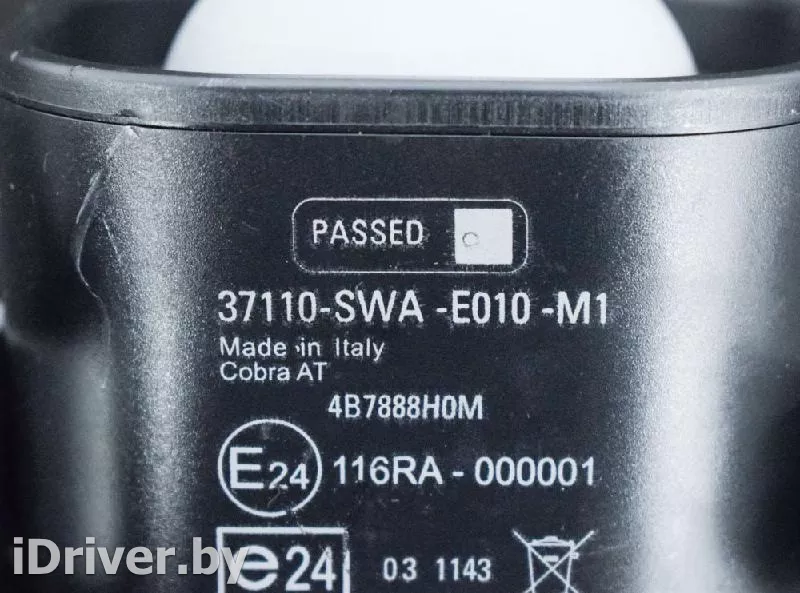 PASSED
37110-SWA -E010 -M1
Made in Italy
Cobra AT
4B7888H0M
E24 116RA - 000001
e24 03 1143
iDriver.by